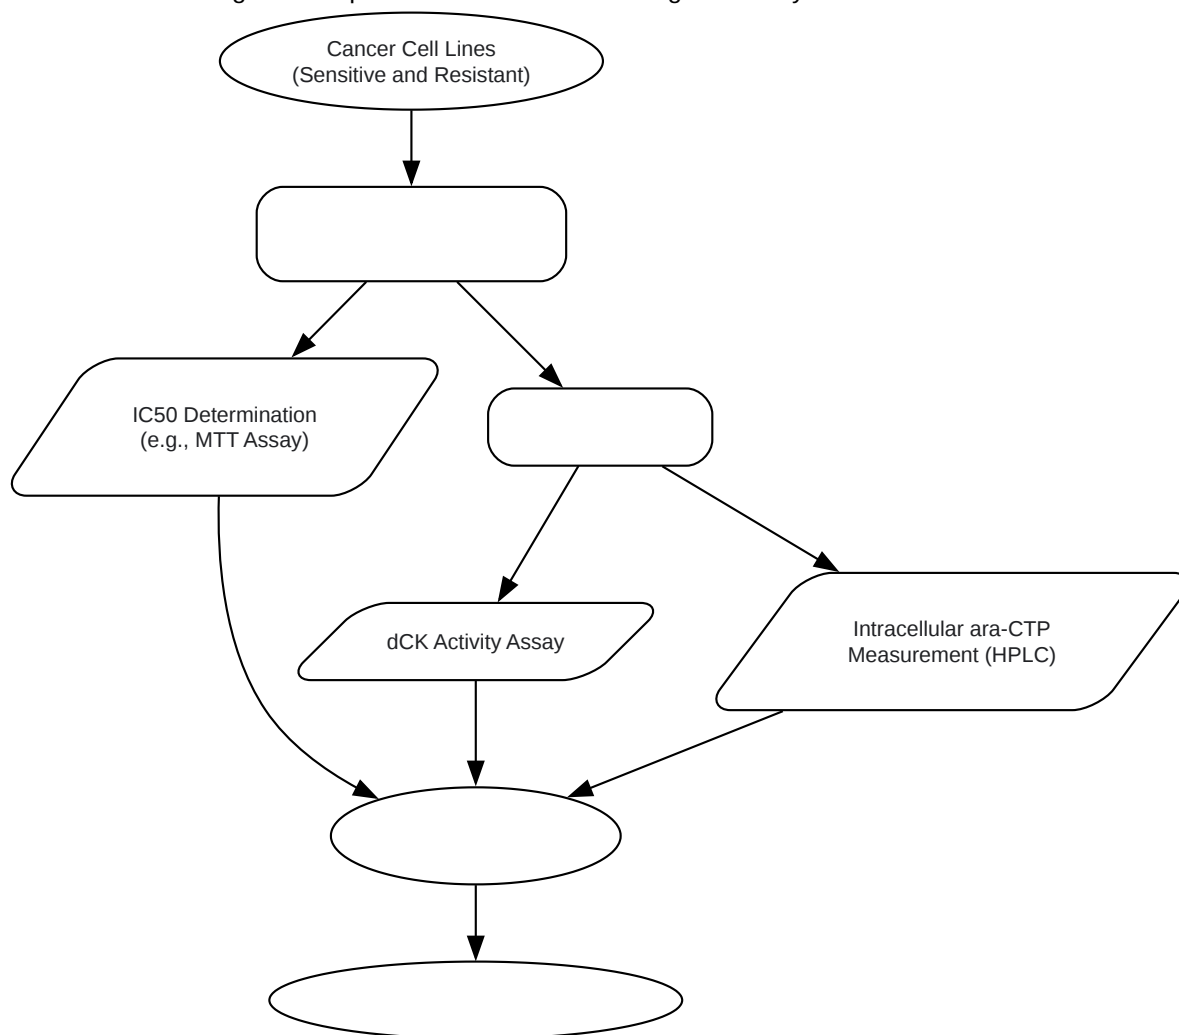 Cancer Cell Lines
(Sensitive and Resistant)
IC50 Determination
(e.g., MTT Assay)
dCK Activity Assay
Intracellular ara-CTP
Measurement (HPLC)